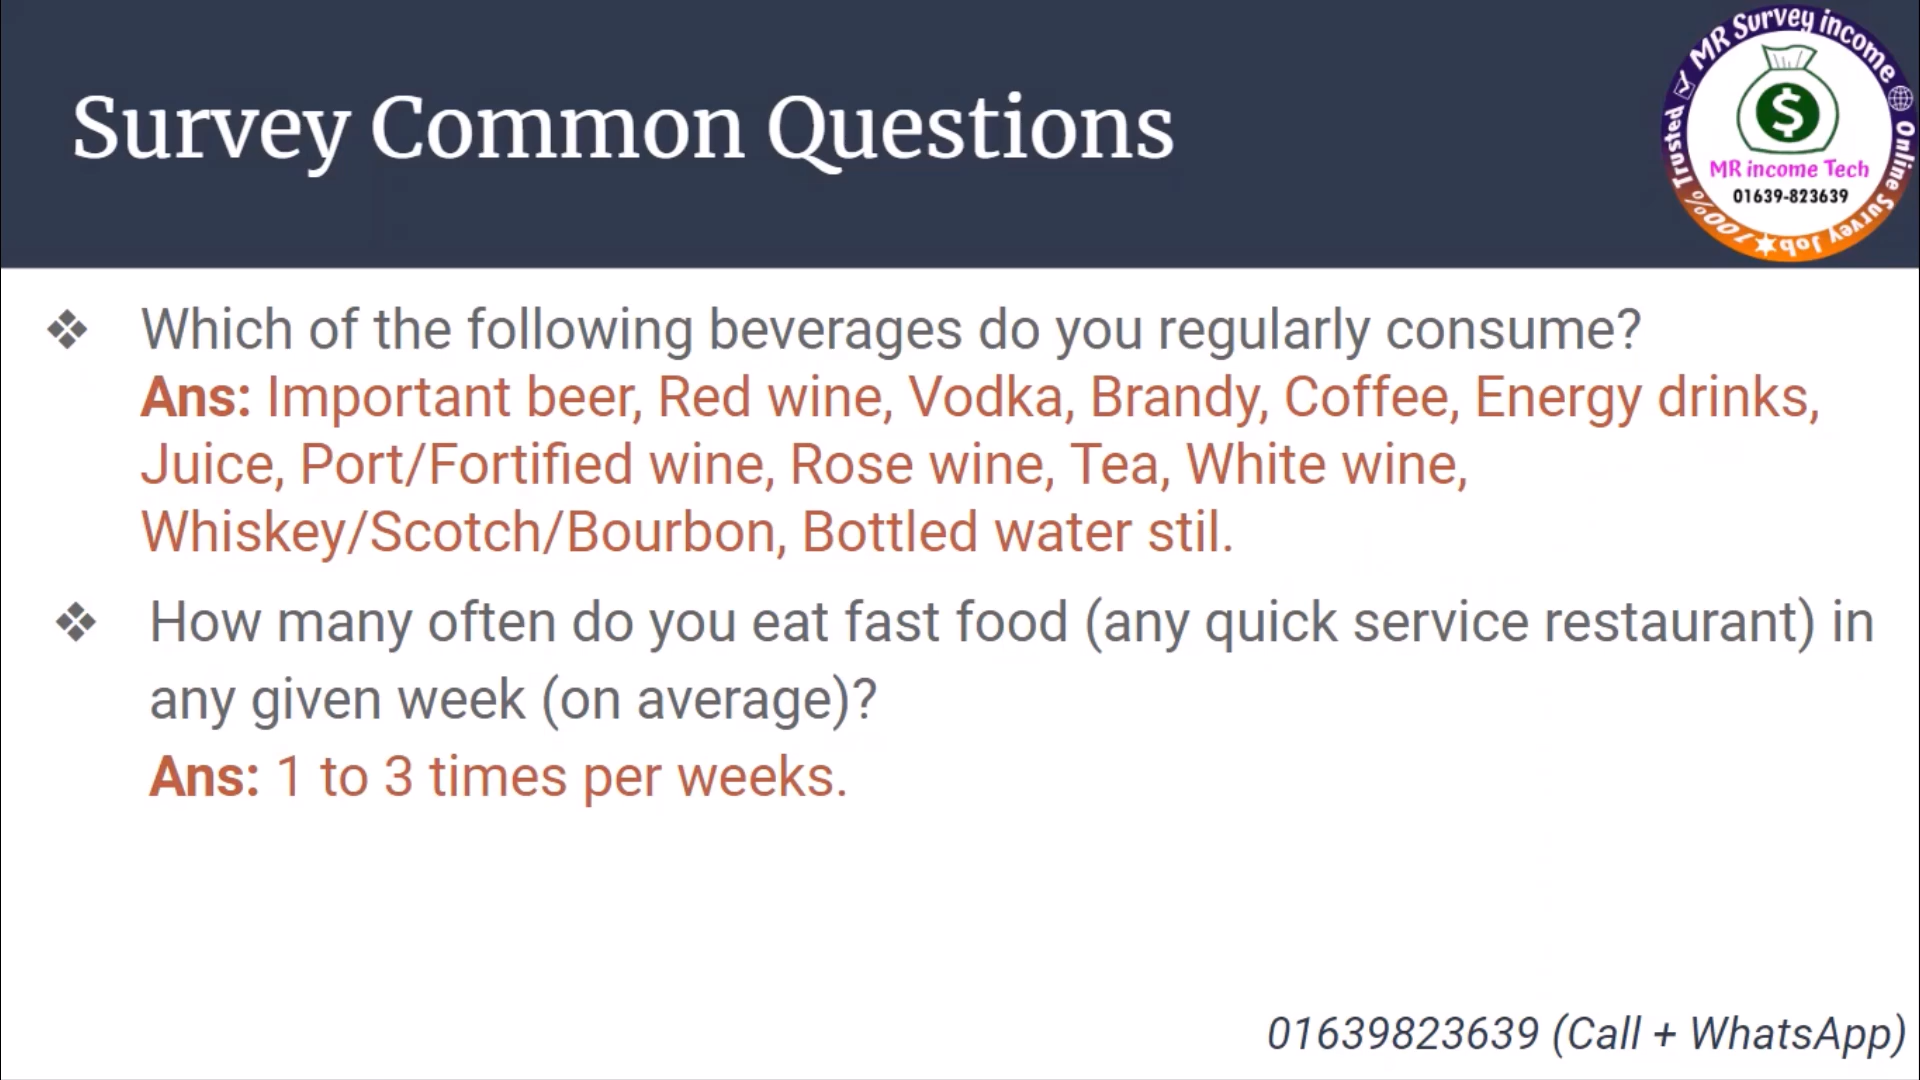 Survey Common Questions
MR Survey income
Online Survey Job
100% Trusted
$
MR income Tech
01639-823639
❖ Which of the following beverages do you regularly consume?
Ans: Important beer, Red wine, Vodka, Brandy, Coffee, Energy drinks,
Juice, Port/Fortified wine, Rose wine, Tea, White wine,
Whiskey/Scotch/Bourbon, Bottled water stil.
❖ How many often do you eat fast food (any quick service restaurant) in
any given week (on average)?
Ans: 1 to 3 times per weeks.
01639823639 (Call + WhatsApp)